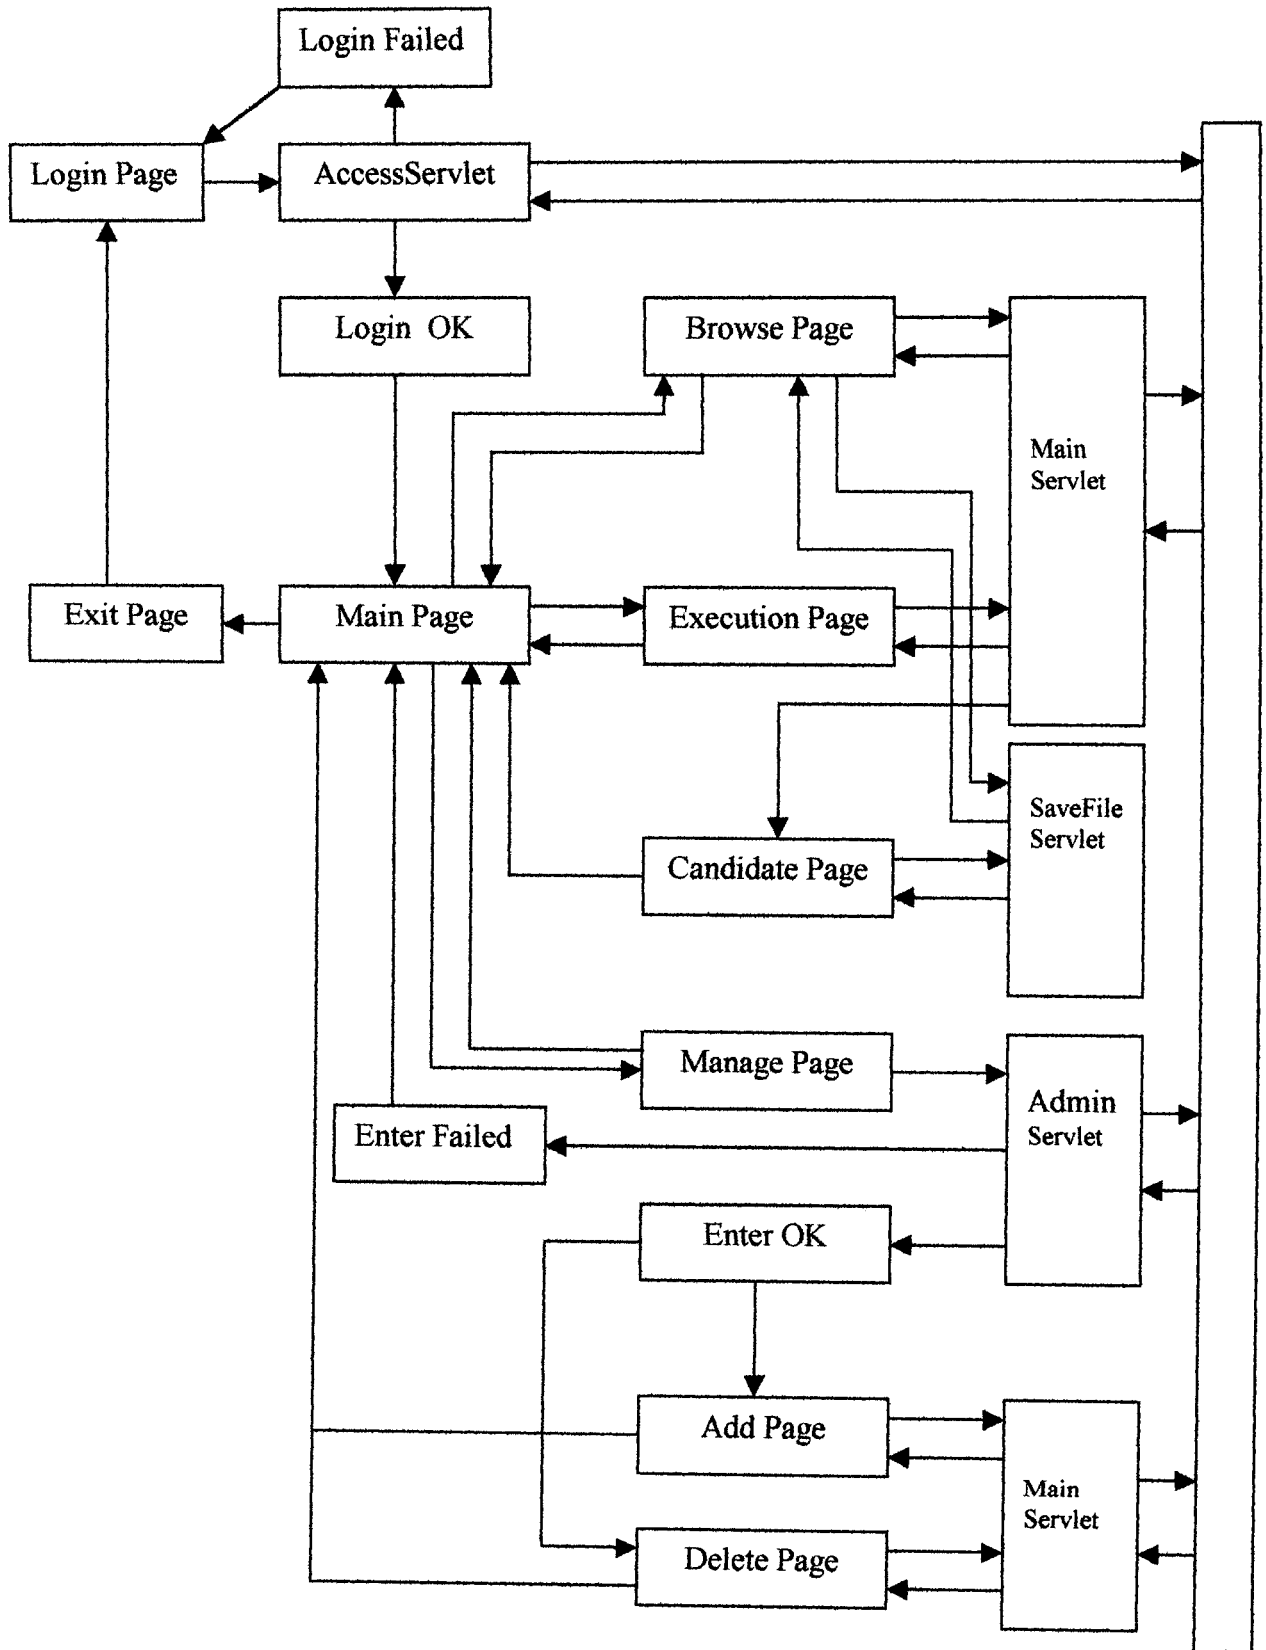 Login Failed
Login Page
AccessServlet
Login OK
Browse Page
Main
Servlet
Exit Page
Main Page
Execution Page
SaveFile
Servlet
Candidate Page
Manage Page
Admin
Servlet
Enter Failed
Enter OK
Add Page
Main
Servlet
Delete Page